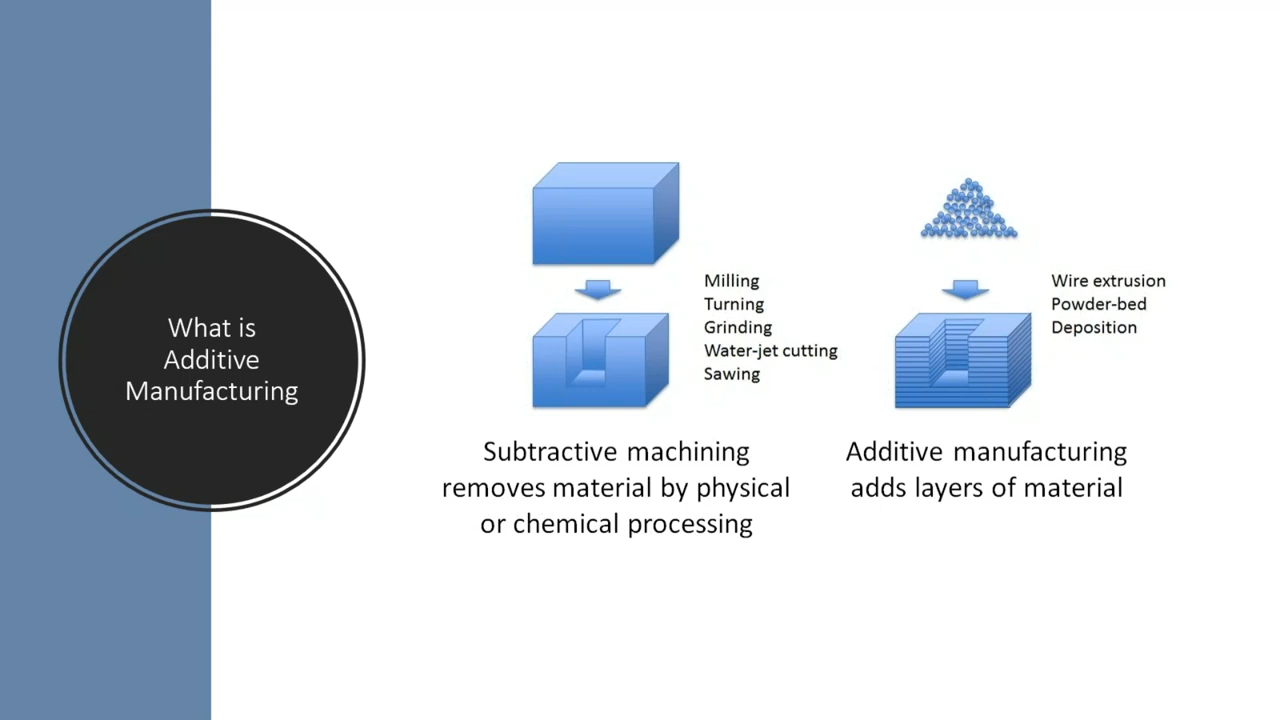 What is
Additive
Manufacturing
Milling
Turning
Grinding
Water-jet cutting
Sawing
Subtractive machining
removes material by physical
or chemical processing
Wire extrusion
Powder-bed
Deposition
Additive manufacturing
adds layers of material